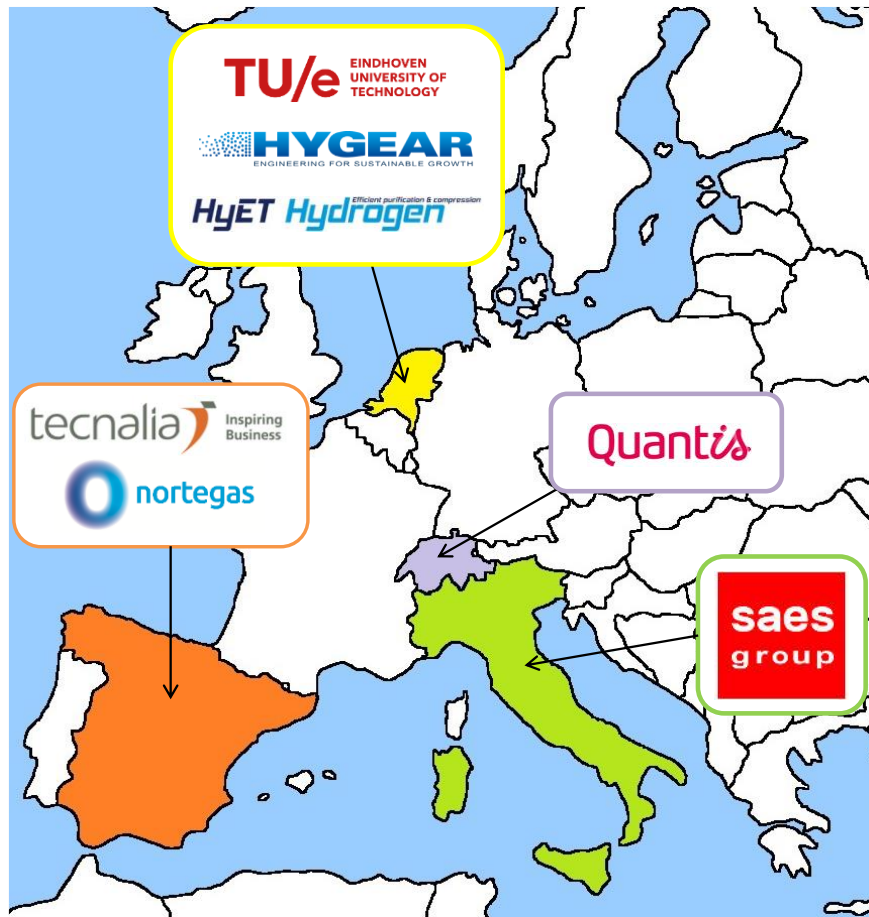 TU/e EINDHOVEN
UNIVERSITY OF
TECHNOLOGY
HYGEAR
ENGINEERING FOR SUSTAINABLE GROWTH
HyET Hydrogen
Efficient purification & compression
tecnalia Inspiring
Business
nortegas
Quantis
saes
group